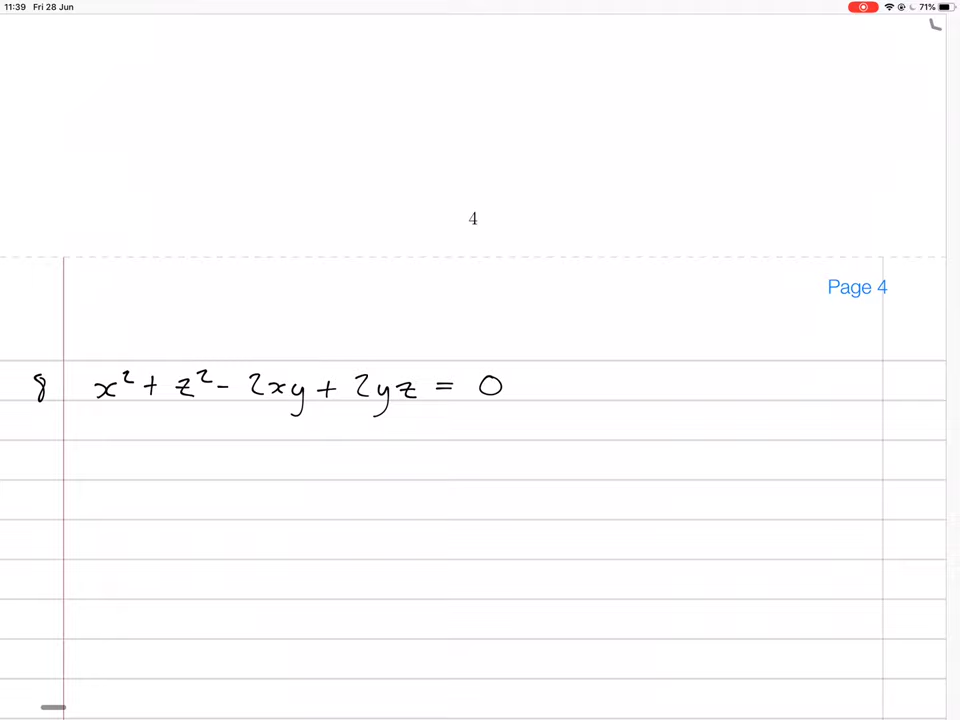 11:39 Fri 28 Jun 71%
4
Page 4
8 x² + z² - 2xy + 2yz = 0